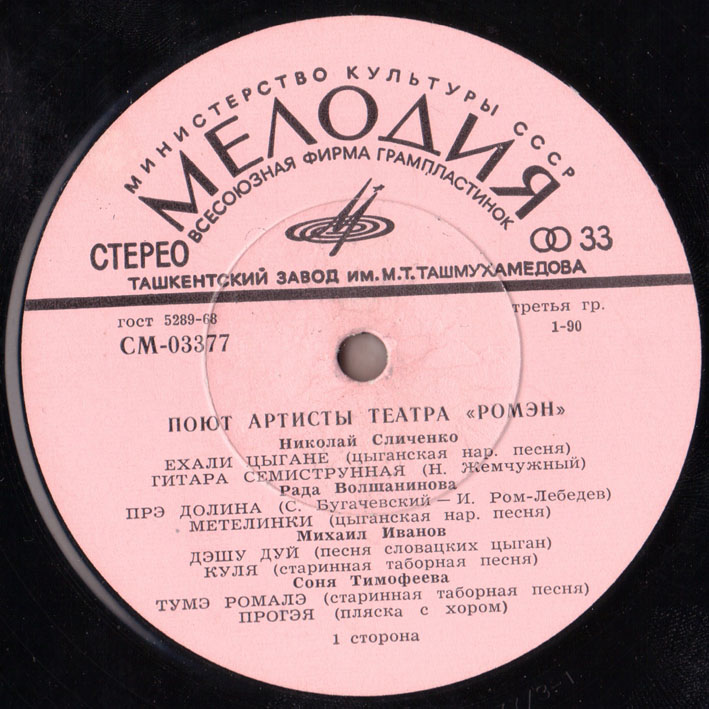 МИНИСТЕРСТВО КУЛЬТУРЫ СССР
МЕЛОДИЯ
ВСЕСОЮЗНАЯ ФИРМА ГРАМПЛАСТИНОК
СТЕРЕО
33
ТАШКЕНТСКИЙ ЗАВОД ИМ. М.Т. ТАШМУХАМЕДОВА
гост 5289-68
третья гр.
СМ-03377
1-90
ПОЮТ АРТИСТЫ ТЕАТРА «РОМЭН»
Николай Сличенко
ЕХАЛИ ЦЫГАНЕ (цыганская нар. песня)
ГИТАРА СЕМИСТРУННАЯ (Н. Жемчужный)
Рада Волшанинова
ПРЭ ДОЛИНА (С. Бугачевский — И. Ром-Лебедев)
МЕТЕЛИНКИ (цыганская нар. песня)
Михаил Иванов
ДЭШУ ДУЙ (песня словацких цыган)
КУЛЯ (старинная таборная песня)
Соня Тимофеева
ТУМЭ РОМАЛЭ (старинная таборная песня)
ПРОГЭЯ (пляска с хором)
1 сторона